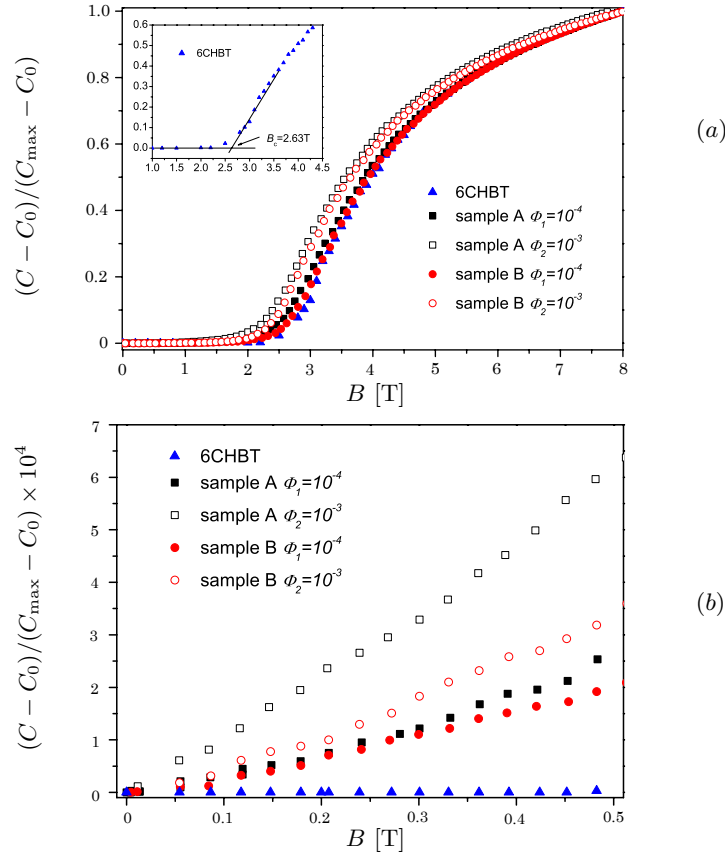 (C − C₀)/(C_max − C₀)
1.0
0.8
0.6
0.4
0.2
0
0.6
0.5
0.4
0.3
0.2
0.1
0.0
6CHBT
B_c=2.63T
1.0 1.5 2.0 2.5 3.0 3.5 4.0 4.5
(a)
6CHBT
sample A Φ₁=10⁻⁴
sample A Φ₂=10⁻³
sample B Φ₁=10⁻⁴
sample B Φ₂=10⁻³
0 1 2 3 4 5 6 7 8
B [T]
(C − C₀)/(C_max − C₀) × 10⁴
7
6
5
4
3
2
1
0
6CHBT
sample A Φ₁=10⁻⁴
sample A Φ₂=10⁻³
sample B Φ₁=10⁻⁴
sample B Φ₂=10⁻³
(b)
0 0.1 0.2 0.3 0.4 0.5
B [T]